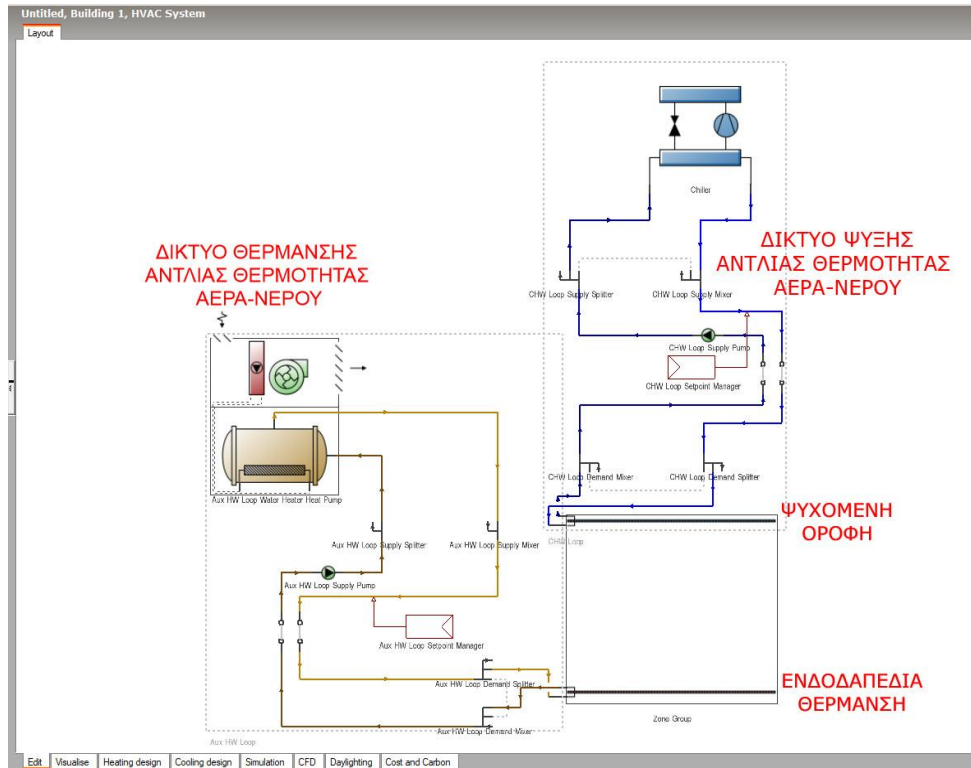 Untitled, Building 1, HVAC System
Layout
Chiller
ΔΙΚΤΥΟ ΘΕΡΜΑΝΣΗΣ
ΑΝΤΛΙΑΣ ΘΕΡΜΟΤΗΤΑΣ
ΑΕΡΑ-ΝΕΡΟΥ
ΔΙΚΤΥΟ ΨΥΞΗΣ
ΑΝΤΛΙΑΣ ΘΕΡΜΟΤΗΤΑΣ
ΑΕΡΑ-ΝΕΡΟΥ
CHW Loop Supply Splitter
CHW Loop Supply Mixer
CHW Loop Supply Pump
CHW Loop Setpoint Manager
CHW Loop Demand Mixer
CHW Loop Demand Splitter
Aux HW Loop Water Heater Heat Pump
ΨΥΧΟΜΕΝΗ
ΟΡΟΦΗ
Aux HW Loop Supply Splitter
Aux HW Loop Supply Mixer
CHW Loop
Aux HW Loop Supply Pump
Aux HW Loop Setpoint Manager
Aux HW Loop Demand Splitter
ΕΝΔΟΔΑΠΕΔΙΑ
ΘΕΡΜΑΝΣΗ
Zone Group
Aux HW Loop Demand Mixer
Aux HW Loop
Edit Visualise Heating design Cooling design Simulation CFD Daylighting Cost and Carbon